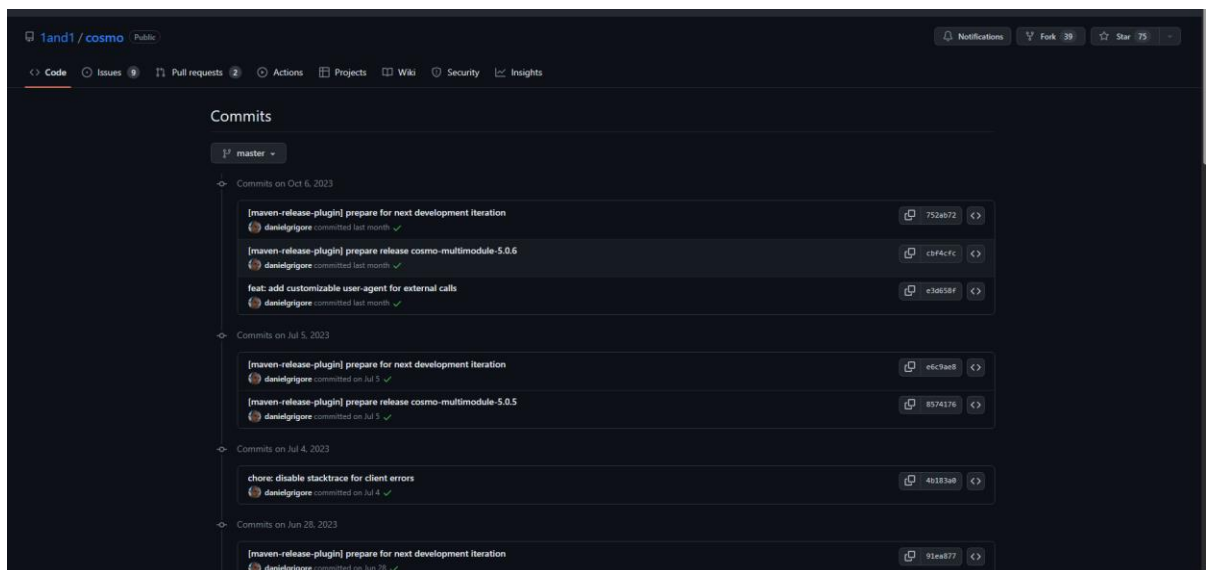 1and1 / cosmo Public
Notifications Fork 39 Star 75
Code Issues 9 Pull requests 2 Actions Projects Wiki Security Insights
Commits
master
Commits on Oct 6, 2023
[maven-release-plugin] prepare for next development iteration
752ab72
danielgrigore committed last month
[maven-release-plugin] prepare release cosmo-multimodule-5.0.6
cbf4cfc
danielgrigore committed last month
feat: add customizable user-agent for external calls
e3d658f
danielgrigore committed last month
Commits on Jul 5, 2023
[maven-release-plugin] prepare for next development iteration
e6c9ae8
danielgrigore committed on Jul 5
[maven-release-plugin] prepare release cosmo-multimodule-5.0.5
8574176
danielgrigore committed on Jul 5
Commits on Jul 4, 2023
chore: disable stacktrace for client errors
4b183a0
danielgrigore committed on Jul 4
Commits on Jun 28, 2023
[maven-release-plugin] prepare for next development iteration
91ea877
danielgrigore committed on Jun 28